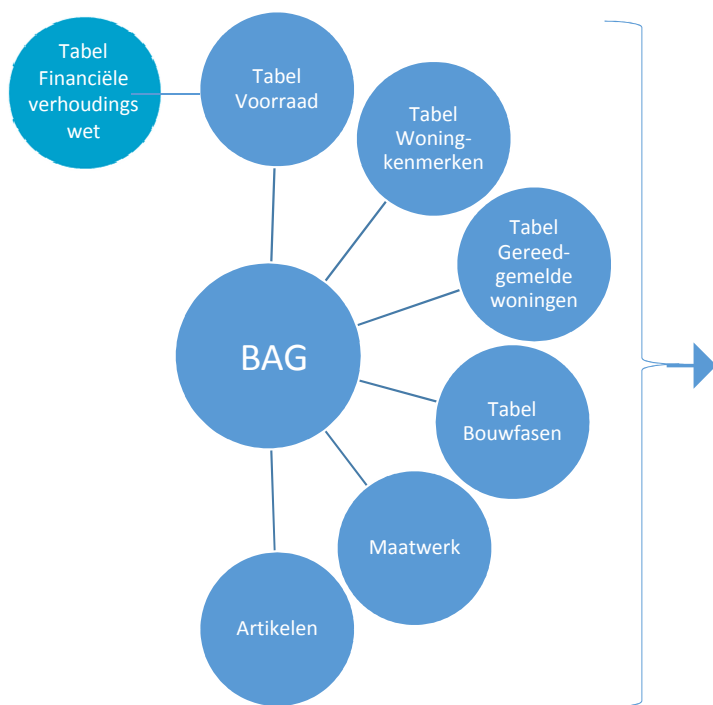 Tabel
Financiële
verhoudings
wet
Tabel
Voorraad
Tabel
Woning-
kenmerken
Tabel
Gereed-
gemelde
woningen
BAG
Tabel
Bouwfasen
Maatwerk
Artikelen